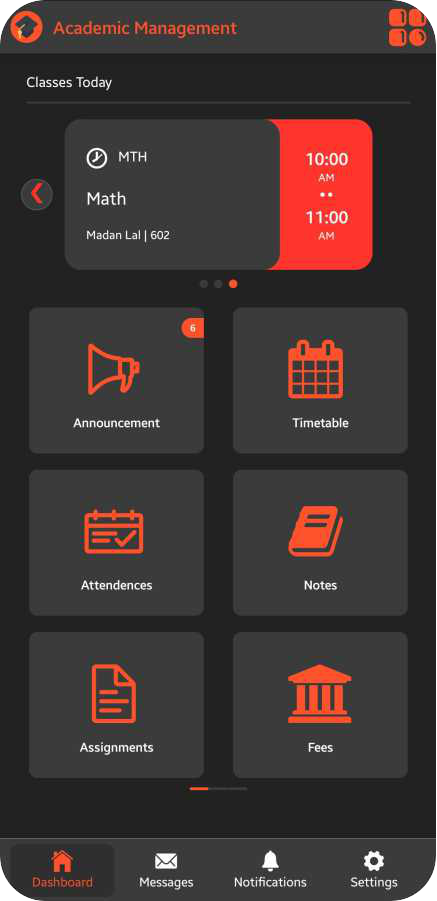 Academic Management
Classes Today
MTH
10:00
AM
Math
11:00
AM
Madan Lal | 602
6
Announcement
Timetable
Attendences
Notes
Assignments
Fees
Dashboard
Messages
Notifications
Settings